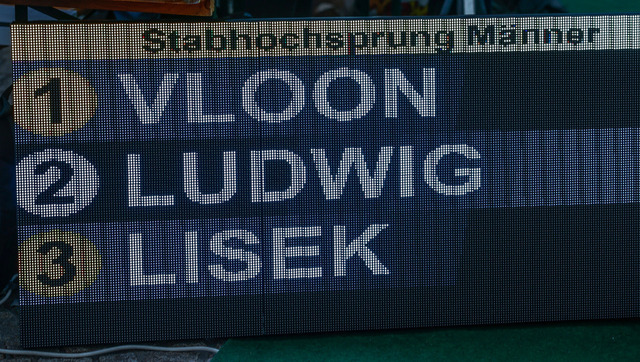 Stabhochsprung Männer
1 VLOON
2 LUDWIG
3 LISEK